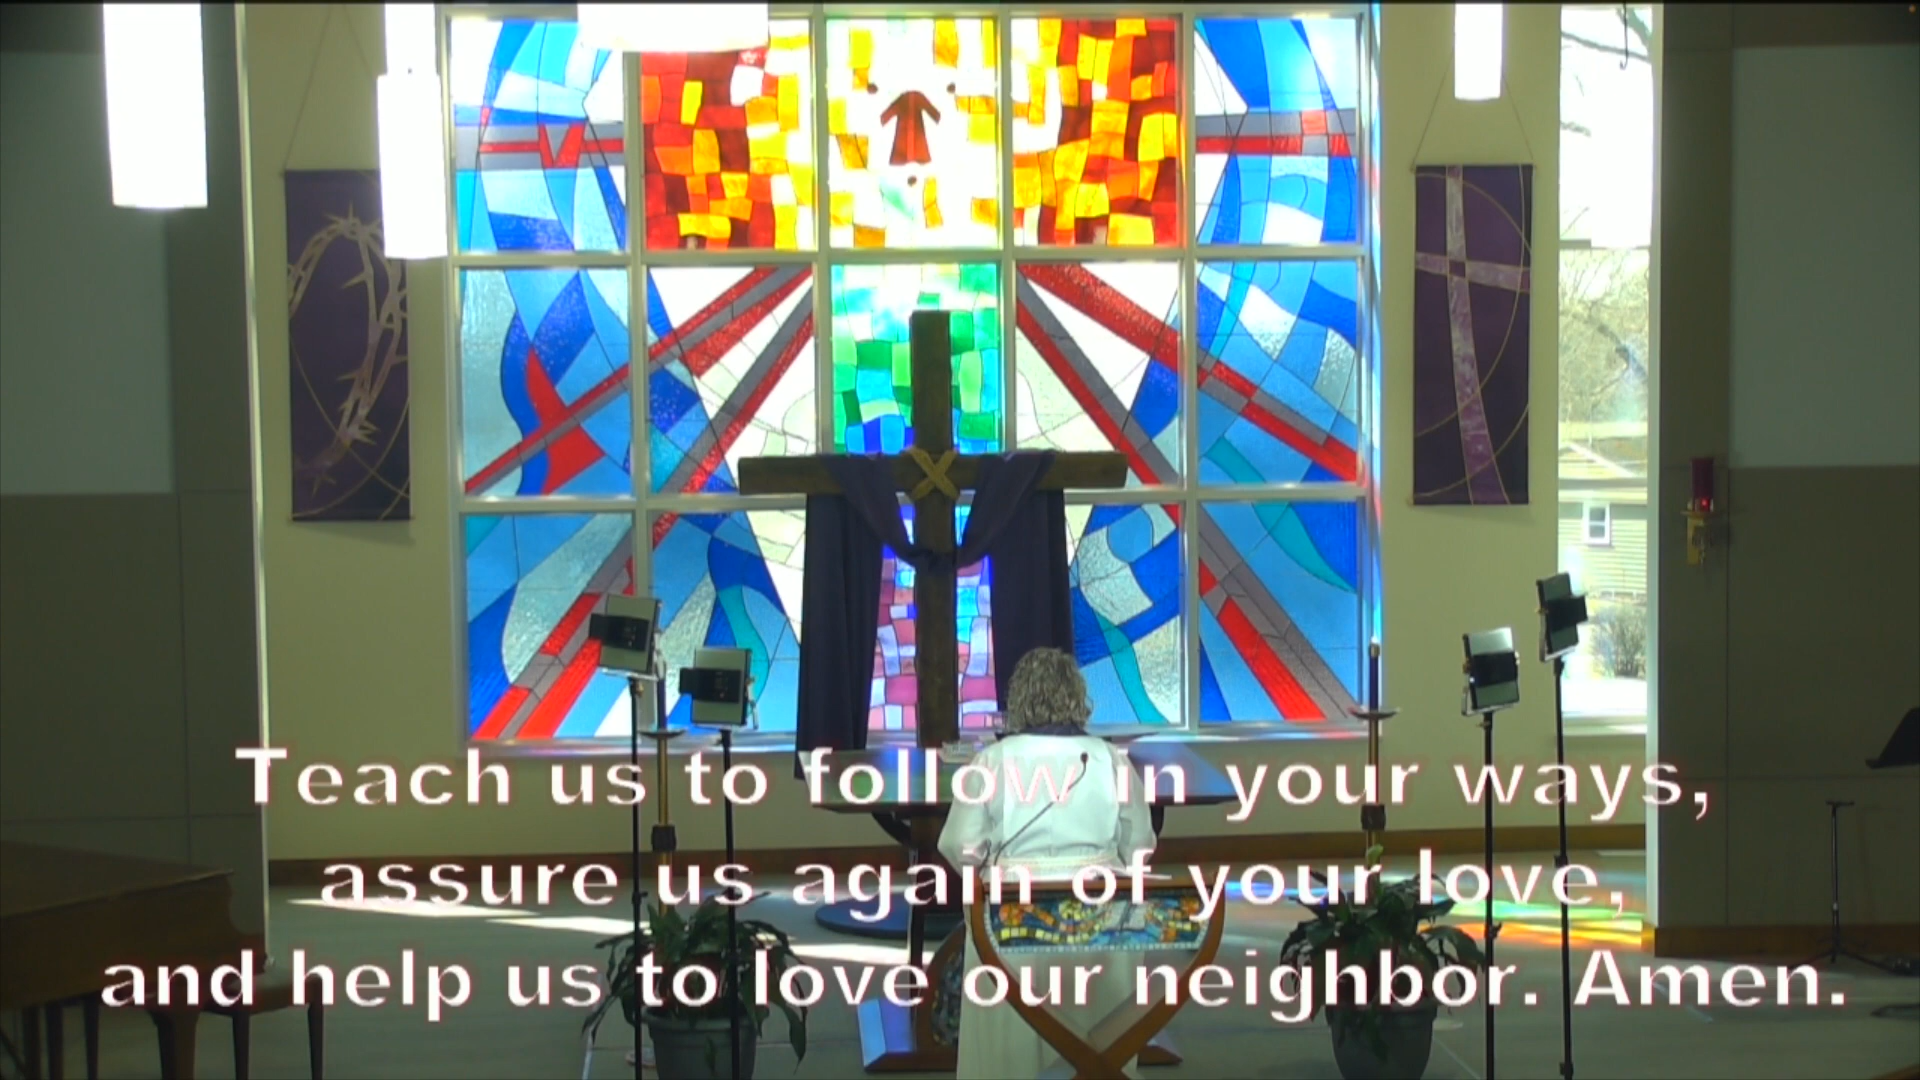 Teach us to follow in your ways,
assure us again of your love,
and help us to love our neighbor. Amen.